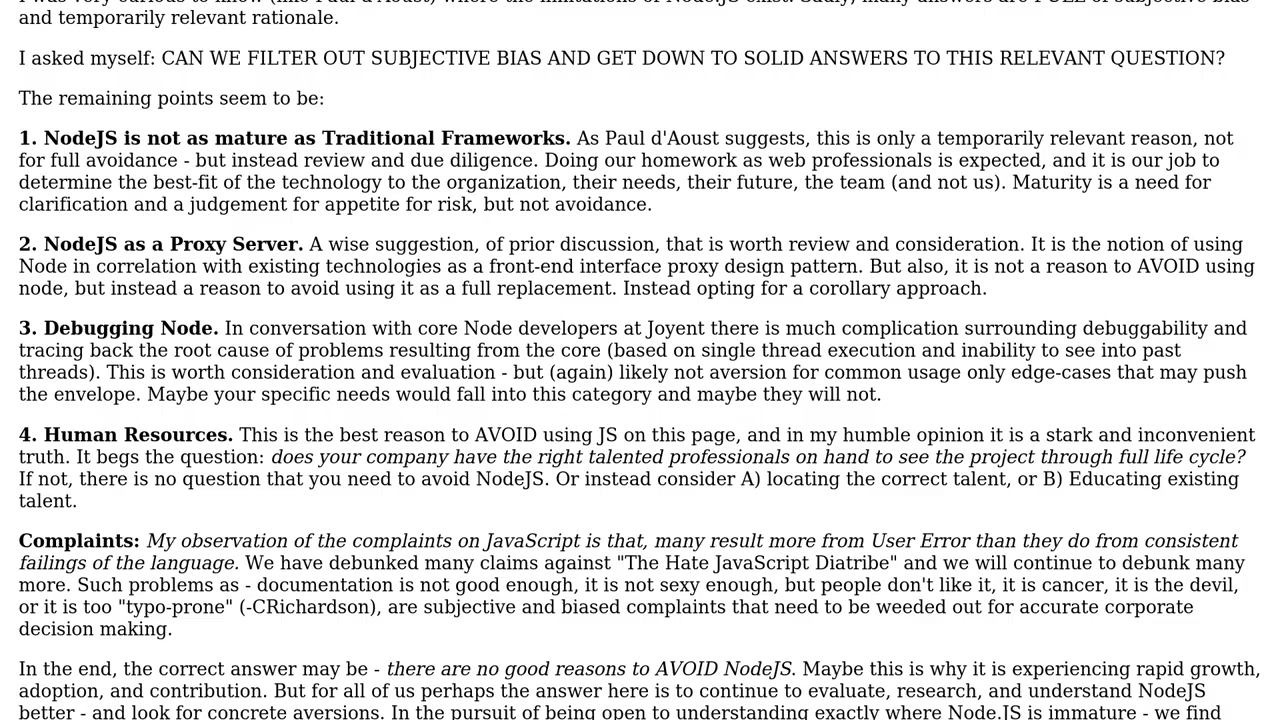 and temporarily relevant rationale.
I asked myself: CAN WE FILTER OUT SUBJECTIVE BIAS AND GET DOWN TO SOLID ANSWERS TO THIS RELEVANT QUESTION?
The remaining points seem to be:
1. NodeJS is not as mature as Traditional Frameworks. As Paul d'Aoust suggests, this is only a temporarily relevant reason, not
for full avoidance - but instead review and due diligence. Doing our homework as web professionals is expected, and it is our job to
determine the best-fit of the technology to the organization, their needs, their future, the team (and not us). Maturity is a need for
clarification and a judgement for appetite for risk, but not avoidance.
2. NodeJS as a Proxy Server. A wise suggestion, of prior discussion, that is worth review and consideration. It is the notion of using
Node in correlation with existing technologies as a front-end interface proxy design pattern. But also, it is not a reason to AVOID using
node, but instead a reason to avoid using it as a full replacement. Instead opting for a corollary approach.
3. Debugging Node. In conversation with core Node developers at Joyent there is much complication surrounding debuggability and
tracing back the root cause of problems resulting from the core (based on single thread execution and inability to see into past
threads). This is worth consideration and evaluation - but (again) likely not aversion for common usage only edge-cases that may push
the envelope. Maybe your specific needs would fall into this category and maybe they will not.
4. Human Resources. This is the best reason to AVOID using JS on this page, and in my humble opinion it is a stark and inconvenient
truth. It begs the question: does your company have the right talented professionals on hand to see the project through full life cycle?
If not, there is no question that you need to avoid NodeJS. Or instead consider A) locating the correct talent, or B) Educating existing
talent.
Complaints: My observation of the complaints on JavaScript is that, many result more from User Error than they do from consistent
failings of the language. We have debunked many claims against "The Hate JavaScript Diatribe" and we will continue to debunk many
more. Such problems as - documentation is not good enough, it is not sexy enough, but people don't like it, it is cancer, it is the devil,
or it is too "typo-prone" (-CRichardson), are subjective and biased complaints that need to be weeded out for accurate corporate
decision making.
In the end, the correct answer may be - there are no good reasons to AVOID NodeJS. Maybe this is why it is experiencing rapid growth,
adoption, and contribution. But for all of us perhaps the answer here is to continue to evaluate, research, and understand NodeJS
better - and look for concrete aversions. In the pursuit of being open to understanding exactly where Node.JS is immature - we find